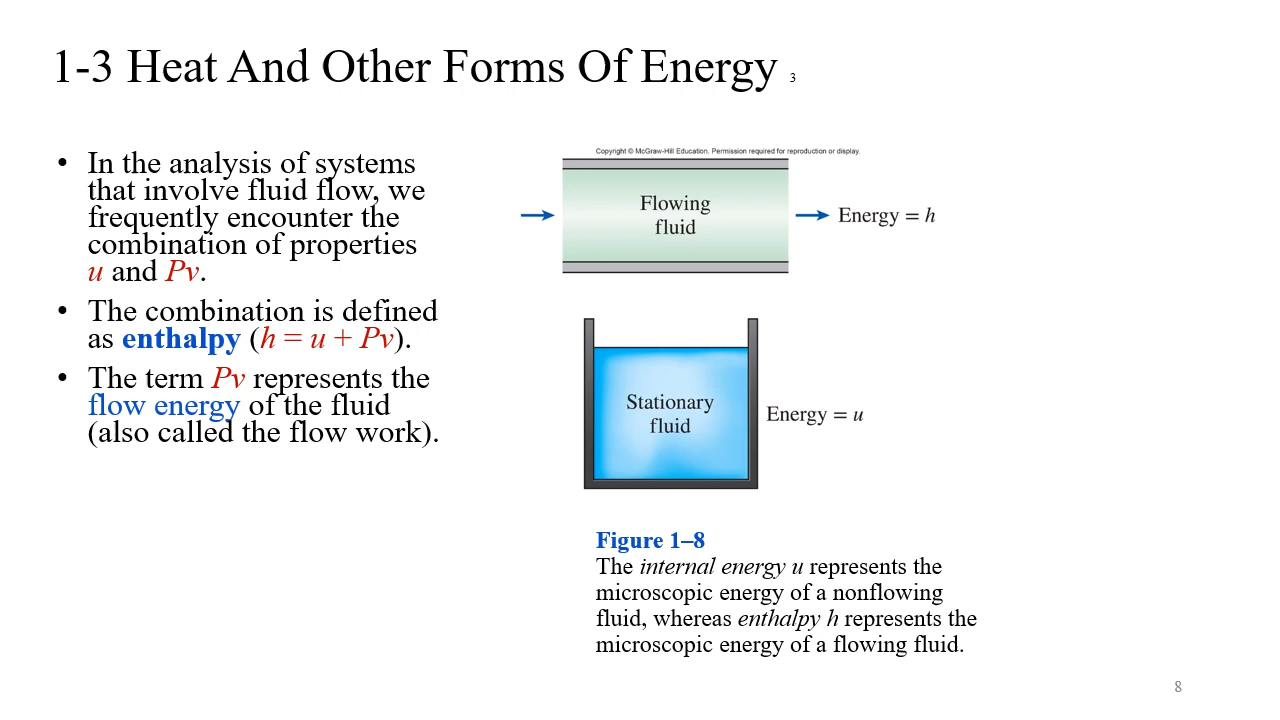 1-3 Heat And Other Forms Of Energy 3
• In the analysis of systems
that involve fluid flow, we
frequently encounter the
combination of properties
u and Pv.
• The combination is defined
as enthalpy (h = u + Pv).
• The term Pv represents the
flow energy of the fluid
(also called the flow work).
Copyright © McGraw-Hill Education. Permission required for reproduction or display.
Flowing
fluid
Energy = h
Stationary
fluid
Energy = u
Figure 1–8
The internal energy u represents the
microscopic energy of a nonflowing
fluid, whereas enthalpy h represents the
microscopic energy of a flowing fluid.
8